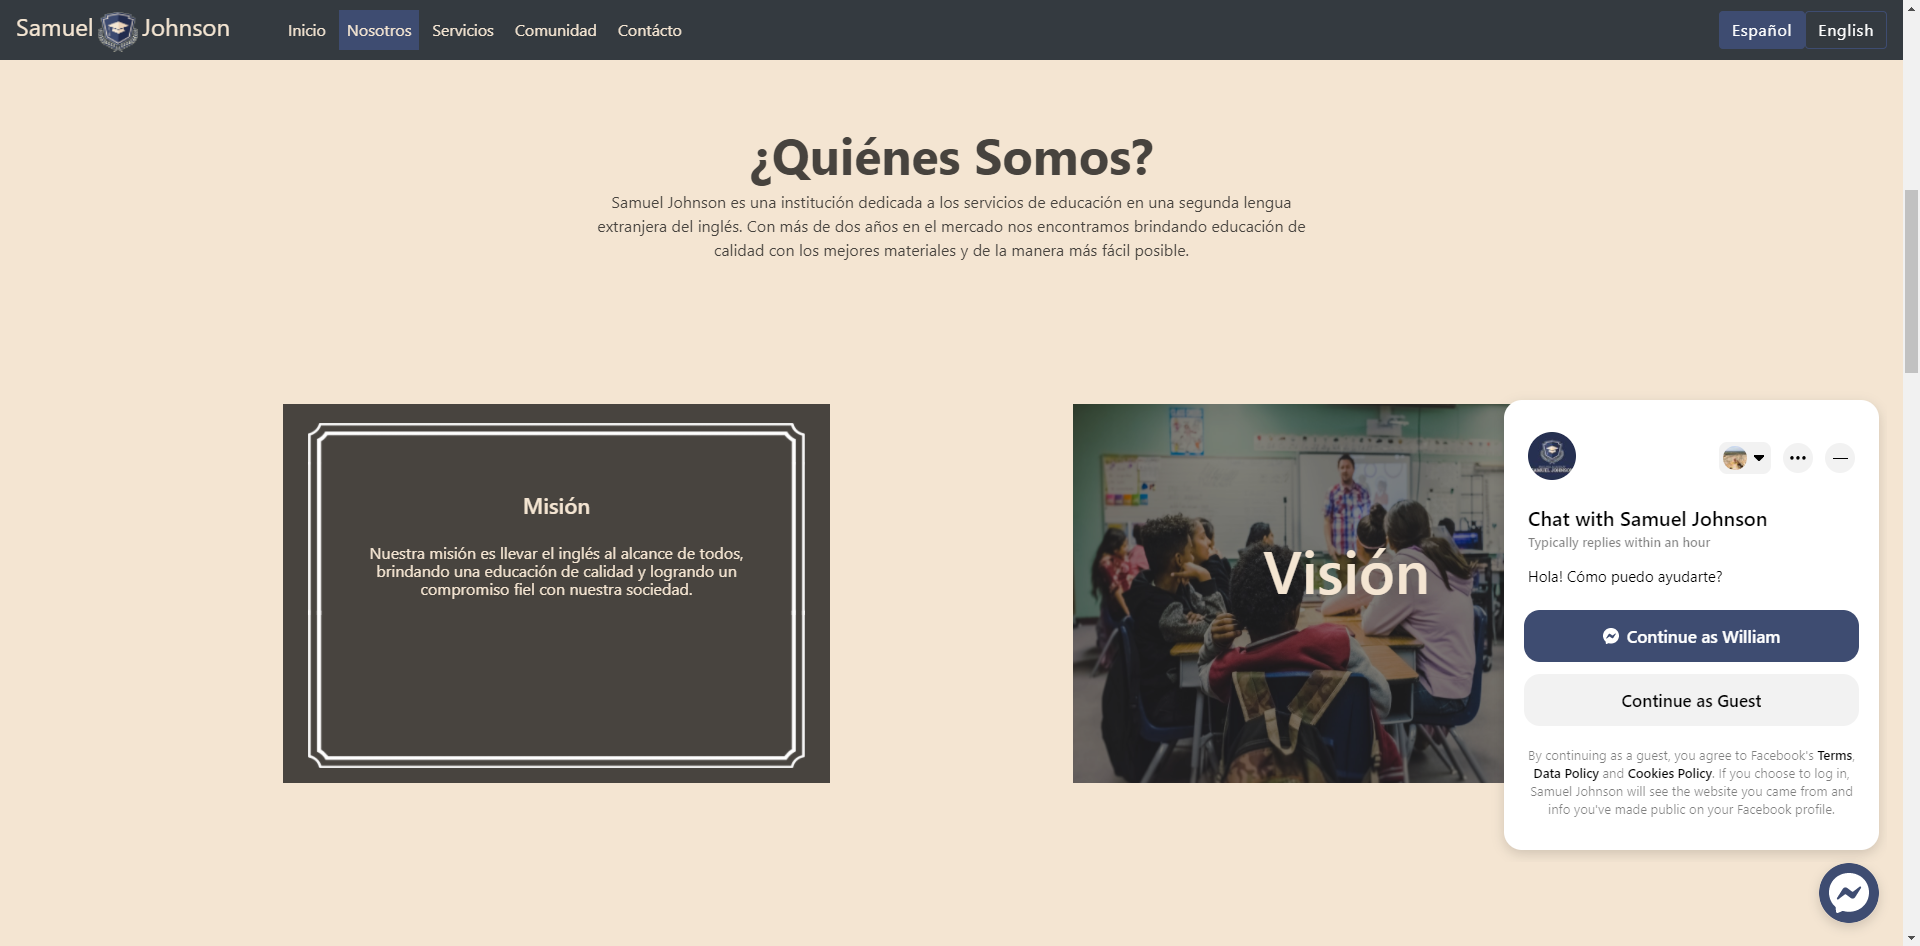 Samuel Johnson
Inicio
Nosotros
Servicios
Comunidad
Contácto
Español
English
¿Quiénes Somos?
Samuel Johnson es una institución dedicada a los servicios de educación en una segunda lengua
extranjera del inglés. Con más de dos años en el mercado nos encontramos brindando educación de
calidad con los mejores materiales y de la manera más fácil posible.
Misión
Nuestra misión es llevar el inglés al alcance de todos,
brindando una educación de calidad y logrando un
compromiso fiel con nuestra sociedad.
Visión
SAMUEL JOHNSON
Chat with Samuel Johnson
Typically replies within an hour
Hola! Cómo puedo ayudarte?
Continue as William
Continue as Guest
By continuing as a guest, you agree to Facebook's Terms,
Data Policy and Cookies Policy. If you choose to log in,
Samuel Johnson will see the website you came from and
info you've made public on your Facebook profile.